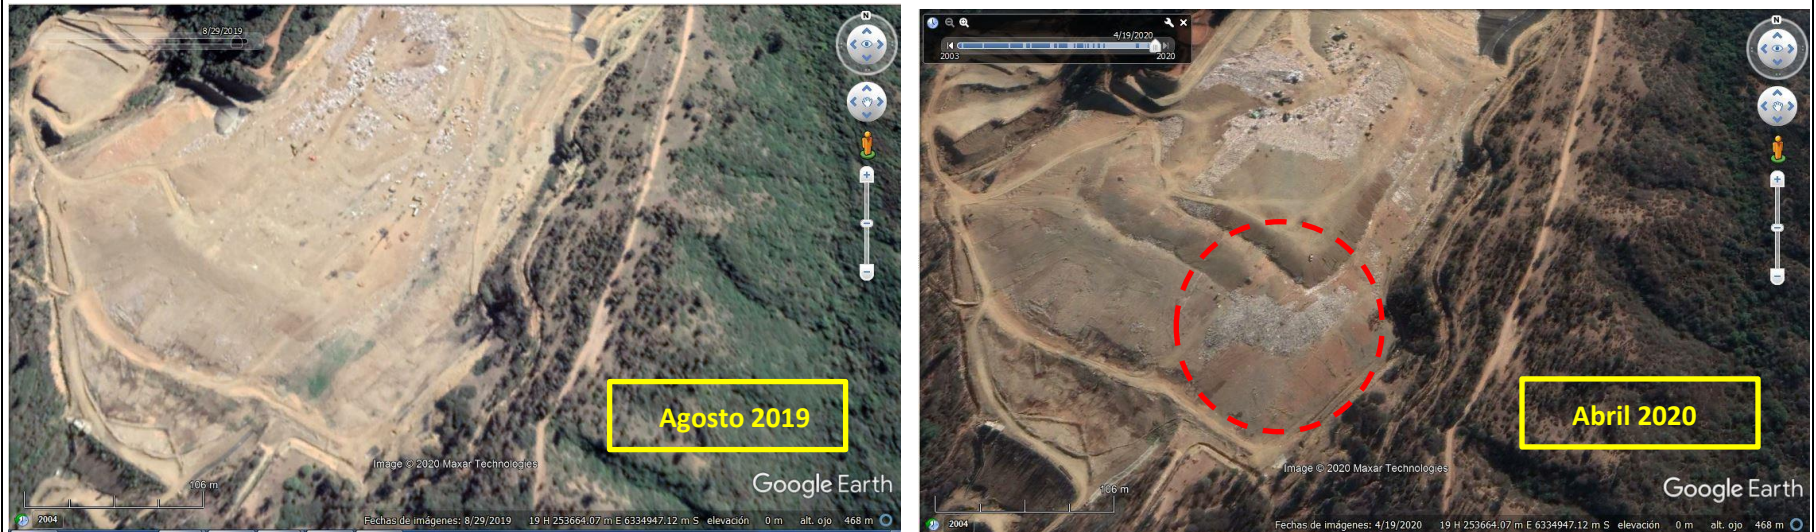 8/29/2019
N
Agosto 2019
Image © 2020 Maxar Technologies
Google Earth
106 m
2004
Fechas de imágenes: 8/29/2019 19 H 253664.07 m E 6334947.12 m S elevación 0 m alt. ojo 468 m
4/19/2020
2003
2020
N
Abril 2020
Image © 2020 Maxar Technologies
Google Earth
106 m
2004
Fechas de imágenes: 4/19/2020 19 H 253664.07 m E 6334947.12 m S elevación 0 m alt. ojo 468 m